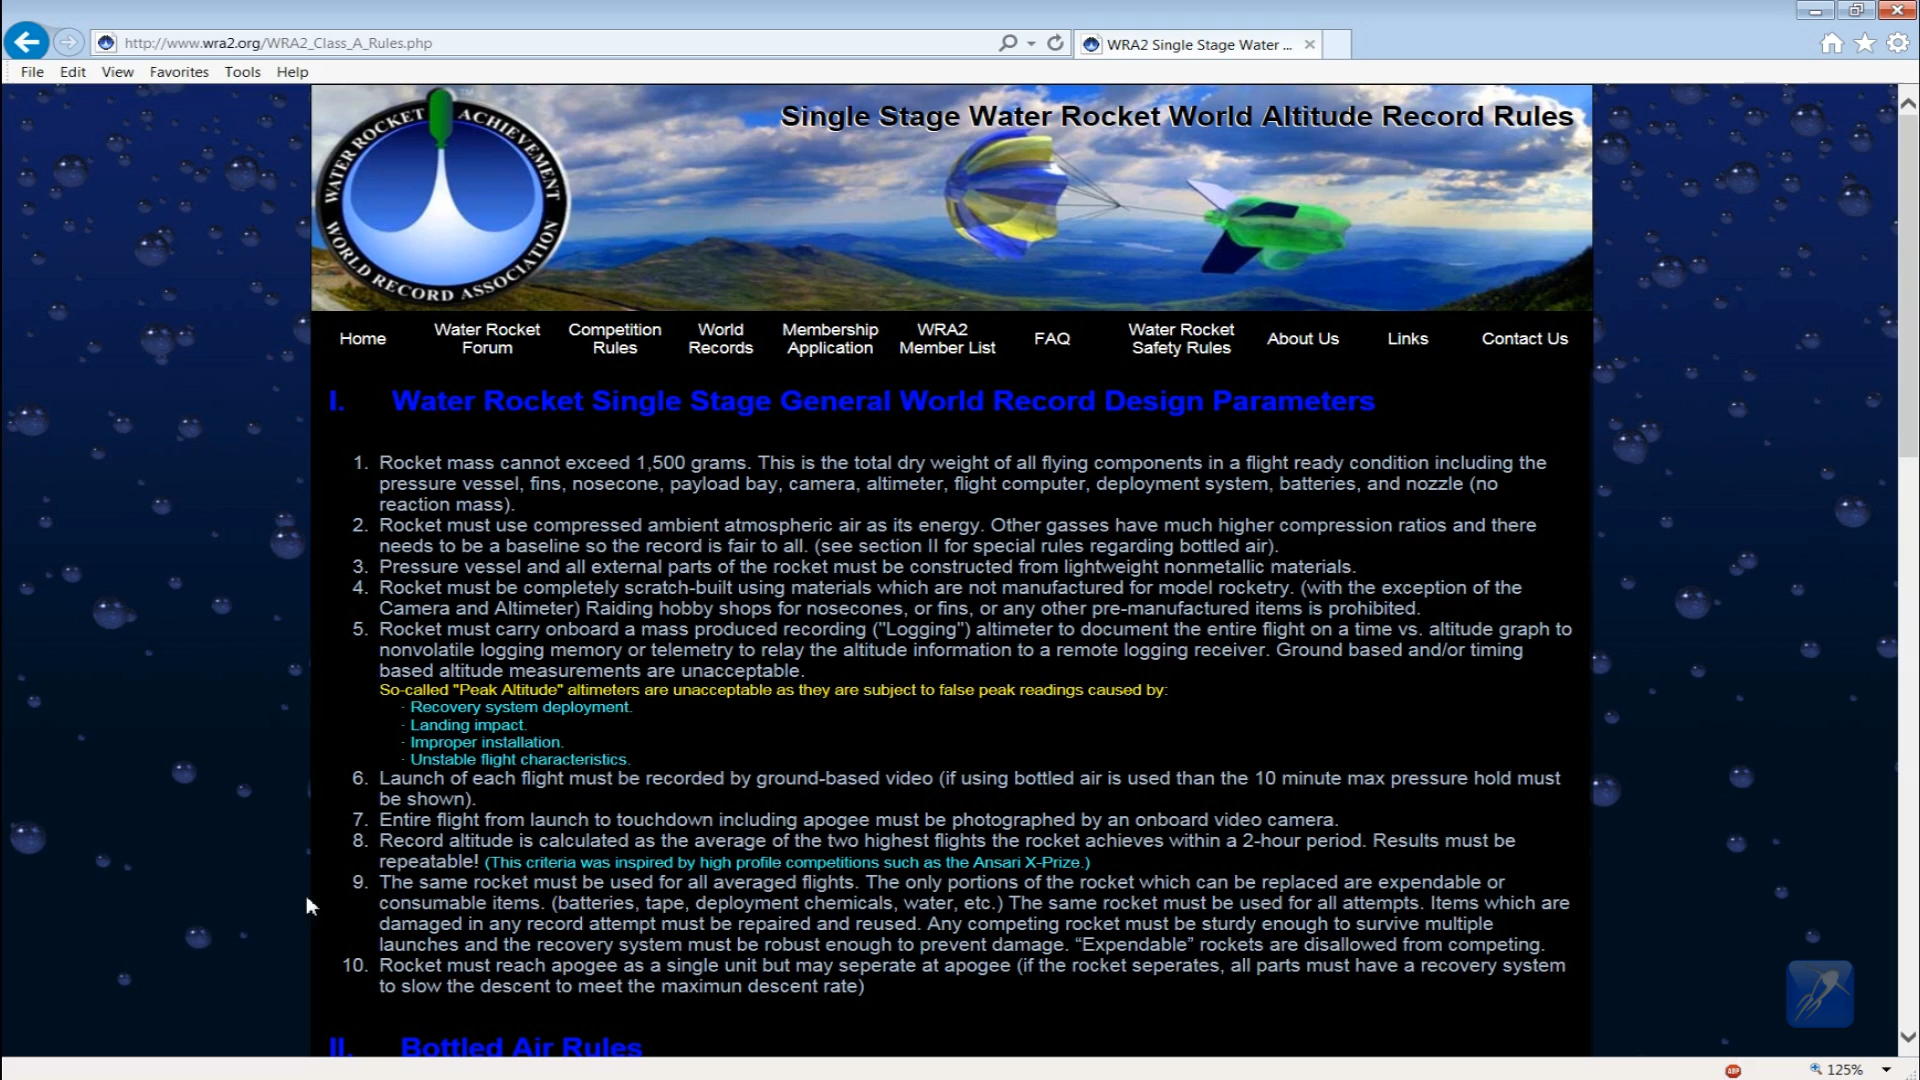 http://www.wra2.org/WRA2_Class_A_Rules.php
WRA2 Single Stage Water ...
File Edit View Favorites Tools Help
WATER ROCKET ACHIEVEMENT
WORLD RECORD ASSOCIATION
TM
Single Stage Water Rocket World Altitude Record Rules
Home
Water Rocket
Forum
Competition
Rules
World
Records
Membership
Application
WRA2
Member List
FAQ
Water Rocket
Safety Rules
About Us
Links
Contact Us
I. Water Rocket Single Stage General World Record Design Parameters
1. Rocket mass cannot exceed 1,500 grams. This is the total dry weight of all flying components in a flight ready condition including the
pressure vessel, fins, nosecone, payload bay, camera, altimeter, flight computer, deployment system, batteries, and nozzle (no
reaction mass).
2. Rocket must use compressed ambient atmospheric air as its energy. Other gasses have much higher compression ratios and there
needs to be a baseline so the record is fair to all. (see section II for special rules regarding bottled air).
3. Pressure vessel and all external parts of the rocket must be constructed from lightweight nonmetallic materials.
4. Rocket must be completely scratch-built using materials which are not manufactured for model rocketry. (with the exception of the
Camera and Altimeter) Raiding hobby shops for nosecones, or fins, or any other pre-manufactured items is prohibited.
5. Rocket must carry onboard a mass produced recording ("Logging") altimeter to document the entire flight on a time vs. altitude graph to
nonvolatile logging memory or telemetry to relay the altitude information to a remote logging receiver. Ground based and/or timing
based altitude measurements are unacceptable.
So-called "Peak Altitude" altimeters are unacceptable as they are subject to false peak readings caused by:
· Recovery system deployment.
· Landing impact.
· Improper installation.
· Unstable flight characteristics.
6. Launch of each flight must be recorded by ground-based video (if using bottled air is used than the 10 minute max pressure hold must
be shown).
7. Entire flight from launch to touchdown including apogee must be photographed by an onboard video camera.
8. Record altitude is calculated as the average of the two highest flights the rocket achieves within a 2-hour period. Results must be
repeatable! (This criteria was inspired by high profile competitions such as the Ansari X-Prize.)
9. The same rocket must be used for all averaged flights. The only portions of the rocket which can be replaced are expendable or
consumable items. (batteries, tape, deployment chemicals, water, etc.) The same rocket must be used for all attempts. Items which are
damaged in any record attempt must be repaired and reused. Any competing rocket must be sturdy enough to survive multiple
launches and the recovery system must be robust enough to prevent damage. “Expendable” rockets are disallowed from competing.
10. Rocket must reach apogee as a single unit but may seperate at apogee (if the rocket seperates, all parts must have a recovery system
to slow the descent to meet the maximun descent rate)
II. Bottled Air Rules
ABP
125%